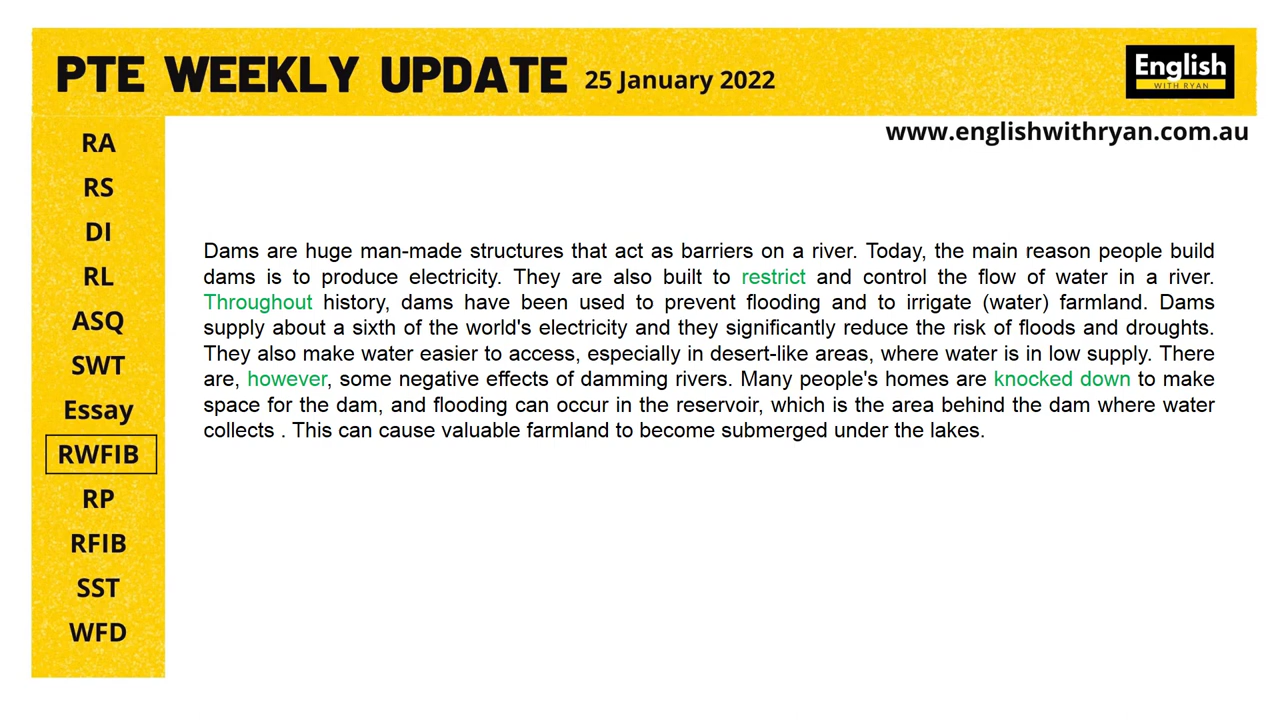 PTE WEEKLY UPDATE 25 January 2022
English
WITH RYAN
www.englishwithryan.com.au
RA
RS
DI
RL
ASQ
SWT
Essay
RWFIB
RP
RFIB
SST
WFD
Dams are huge man-made structures that act as barriers on a river. Today, the main reason people build
dams is to produce electricity. They are also built to restrict and control the flow of water in a river.
Throughout history, dams have been used to prevent flooding and to irrigate (water) farmland. Dams
supply about a sixth of the world's electricity and they significantly reduce the risk of floods and droughts.
They also make water easier to access, especially in desert-like areas, where water is in low supply. There
are, however, some negative effects of damming rivers. Many people's homes are knocked down to make
space for the dam, and flooding can occur in the reservoir, which is the area behind the dam where water
collects . This can cause valuable farmland to become submerged under the lakes.